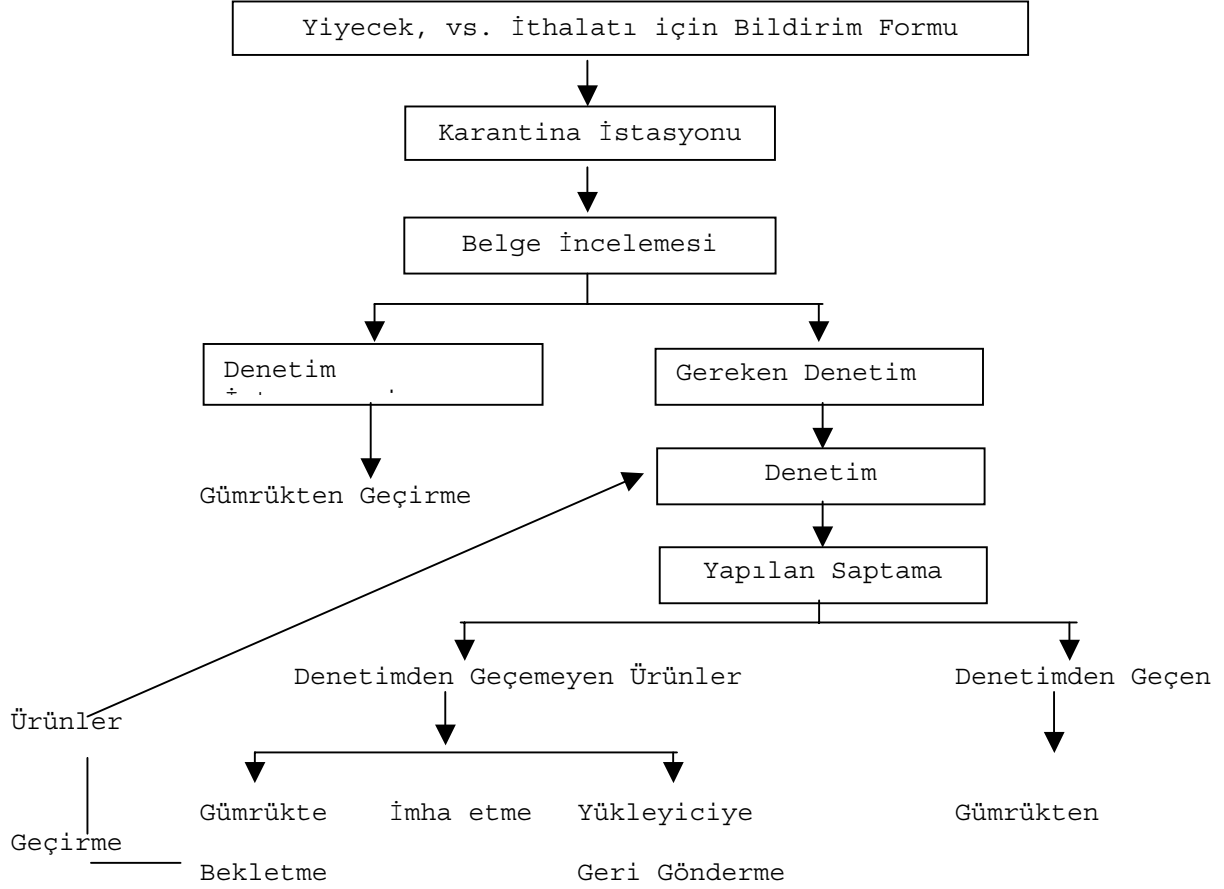 Yiyecek, vs. İthalatı için Bildirim Formu
Karantina İstasyonu
Belge İncelemesi
Denetim
Gereken Denetim
Denetim
Gümrükten Geçirme
Yapılan Saptama
Denetimden Geçemeyen Ürünler
Denetimden Geçen
Ürünler
Gümrükte
İmha etme
Yükleyiciye
Gümrükten
Geçirme
Bekletme
Geri Gönderme